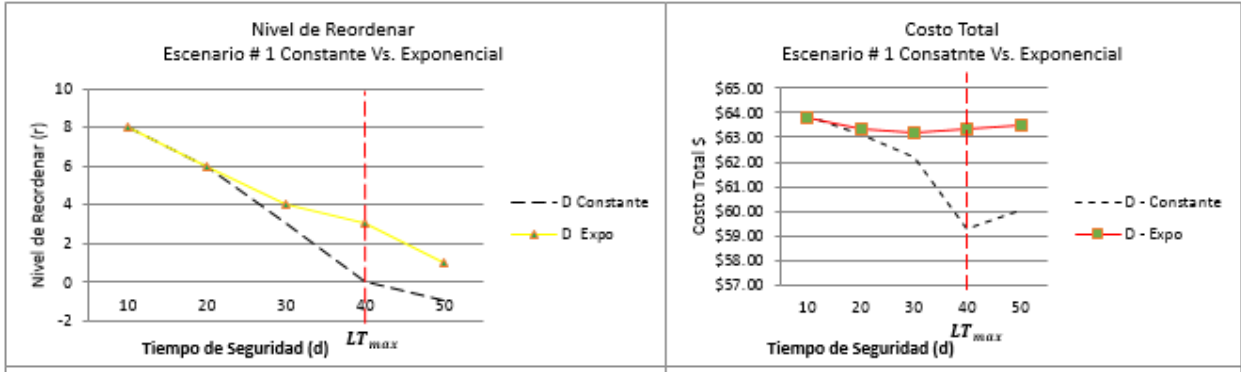 Nivel de Reordenar
Escenario # 1 Constante Vs. Exponencial
Nivel de Reordenar (r)
10
8
6
4
2
0
-2
10 20 30 40 50
LTmax
Tiempo de Seguridad (d)
D Constante
D Expo
Costo Total
Escenario # 1 Consatnte Vs. Exponencial
Costo Total $
$65.00
$64.00
$63.00
$62.00
$61.00
$60.00
$59.00
$58.00
$57.00
10 20 30 40 50
LTmax
Tiempo de Seguridad (d)
D - Constante
D - Expo